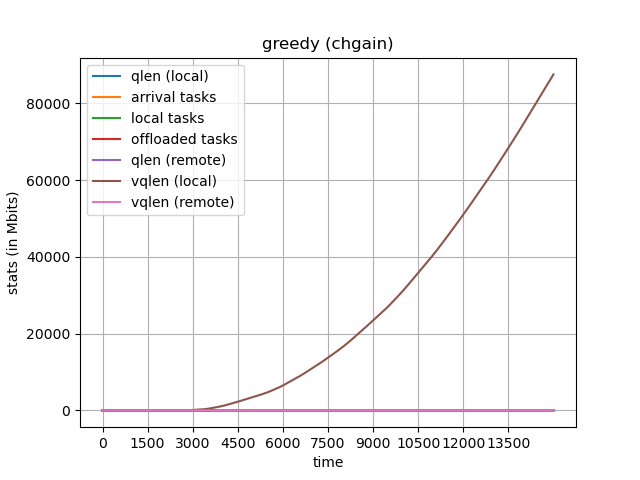 greedy (chgain)
qlen (local)
arrival tasks
local tasks
offloaded tasks
qlen (remote)
vqlen (local)
vqlen (remote)
stats (in Mbits)
80000
60000
40000
20000
0
0 1500 3000 4500 6000 7500 9000 10500 12000 13500
time